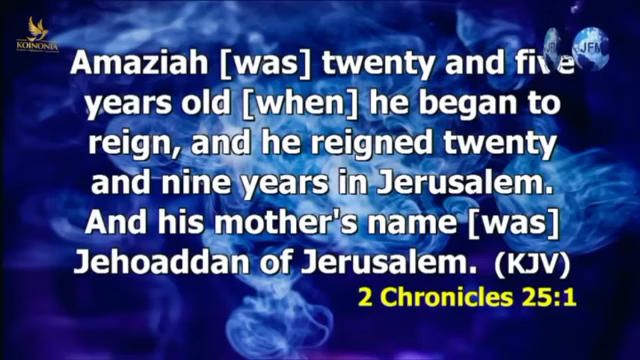 KOINONIA
JFM
Amaziah [was] twenty and five
years old [when] he began to
reign, and he reigned twenty
and nine years in Jerusalem.
And his mother's name [was]
Jehoaddan of Jerusalem. (KJV)
2 Chronicles 25:1